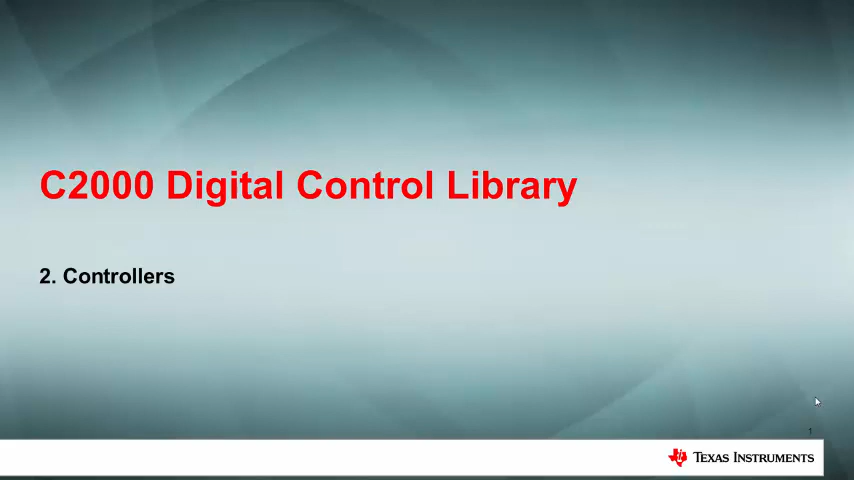 C2000 Digital Control Library
2. Controllers
1
TEXAS INSTRUMENTS